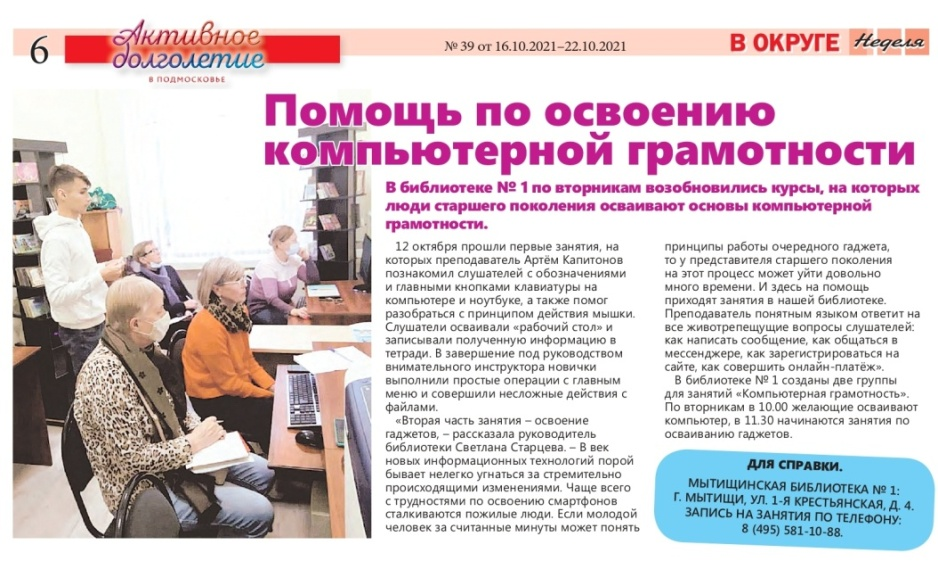 6
Активное
долголетие
В ПОДМОСКОВЬЕ
№ 39 от 16.10.2021–22.10.2021
В ОКРУГЕ
Неделя
Помощь по освоению
компьютерной грамотности
В библиотеке № 1 по вторникам возобновились курсы, на которых
люди старшего поколения осваивают основы компьютерной
грамотности.
12 октября прошли первые занятия, на
которых преподаватель Артём Капитонов
познакомил слушателей с обозначениями
и главными кнопками клавиатуры на
компьютере и ноутбуке, а также помог
разобраться с принципом действия мышки.
Слушатели осваивали «рабочий стол» и
записывали полученную информацию в
тетради. В завершение под руководством
внимательного инструктора новички
выполнили простые операции с главным
меню и совершили несложные действия с
файлами.
«Вторая часть занятия – освоение
гаджетов, – рассказала руководитель
библиотеки Светлана Старцева. – В век
новых информационных технологий порой
бывает нелегко угнаться за стремительно
происходящими изменениями. Чаще всего
с трудностями по освоению смартфонов
сталкиваются пожилые люди. Если молодой
человек за считанные минуты может понять
принципы работы очередного гаджета,
то у представителя старшего поколения
на этот процесс может уйти довольно
много времени. И здесь на помощь
приходят занятия в нашей библиотеке.
Преподаватель понятным языком ответит на
все животрепещущие вопросы слушателей:
как написать сообщение, как общаться в
мессенджере, как зарегистрироваться на
сайте, как совершить онлайн-платёж».
В библиотеке № 1 созданы две группы
для занятий «Компьютерная грамотность».
По вторникам в 10.00 желающие осваивают
компьютер, в 11.30 начинаются занятия по
осваиванию гаджетов.
ДЛЯ СПРАВКИ.
МЫТИЩИНСКАЯ БИБЛИОТЕКА № 1:
Г. МЫТИЩИ, УЛ. 1-Я КРЕСТЬЯНСКАЯ, Д. 4.
ЗАПИСЬ НА ЗАНЯТИЯ ПО ТЕЛЕФОНУ:
8 (495) 581-10-88.